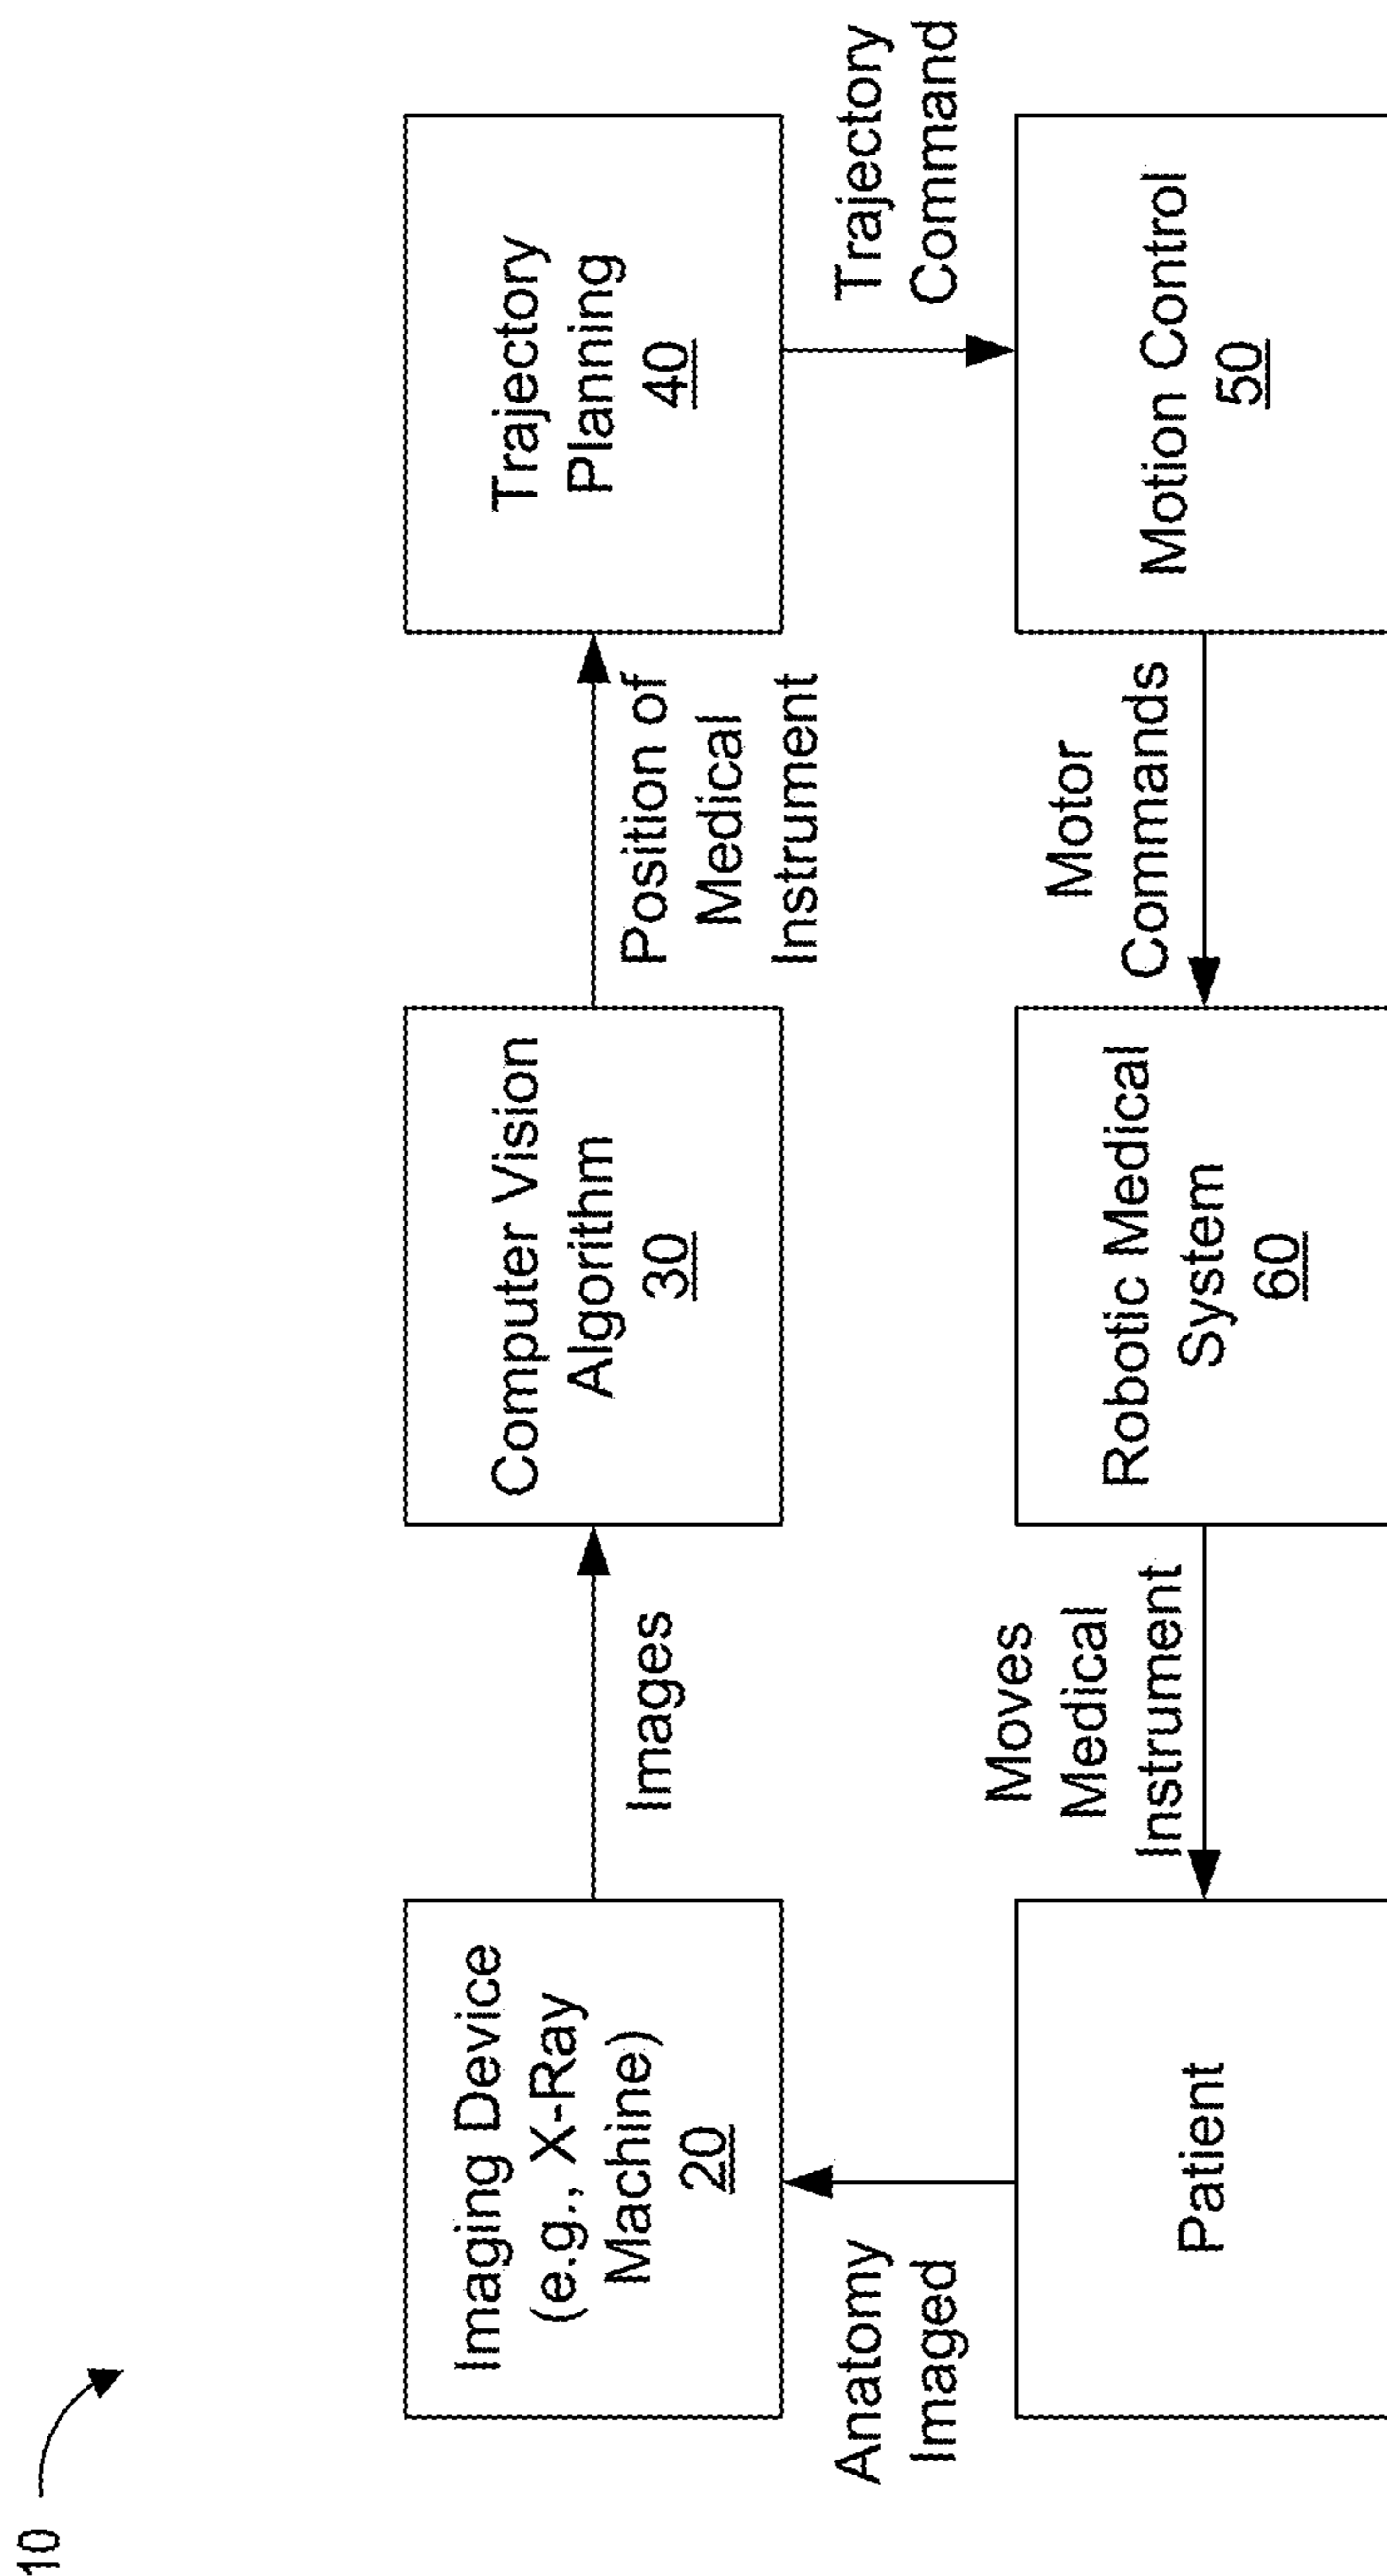 10
Imaging Device
(e.g., X-Ray
Machine)
20
Images
Computer Vision
Algorithm
30
Position of
Medical
Instrument
Trajectory
Planning
40
Trajectory
Command
Motion Control
50
Motor
Commands
Robotic Medical
System
60
Moves
Medical
Instrument
Patient
Anatomy
Imaged